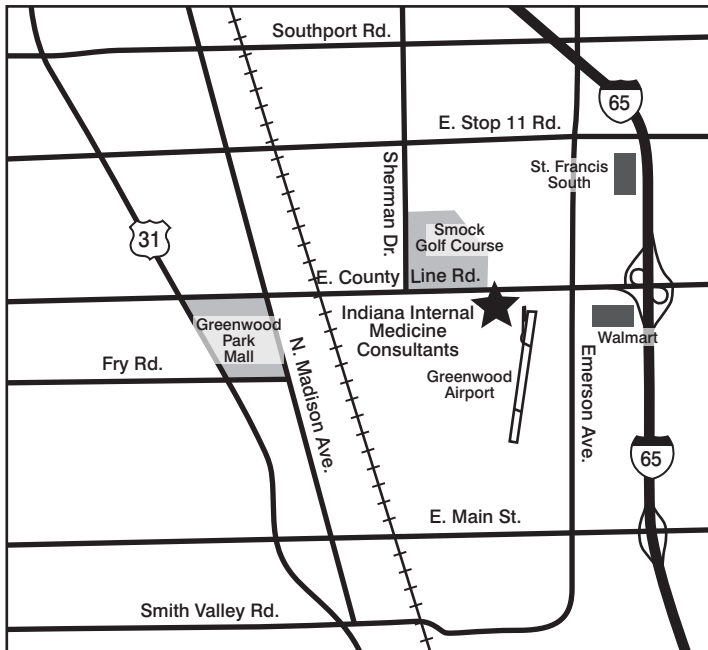 Southport Rd.
65
E. Stop 11 Rd.
St. Francis
South
Sherman Dr.
31
Smock
Golf Course
E. County Line Rd.
Indiana Internal
Medicine
Consultants
Greenwood
Park
Mall
Walmart
Fry Rd.
N. Madison Ave.
Greenwood
Airport
Emerson Ave.
65
E. Main St.
Smith Valley Rd.